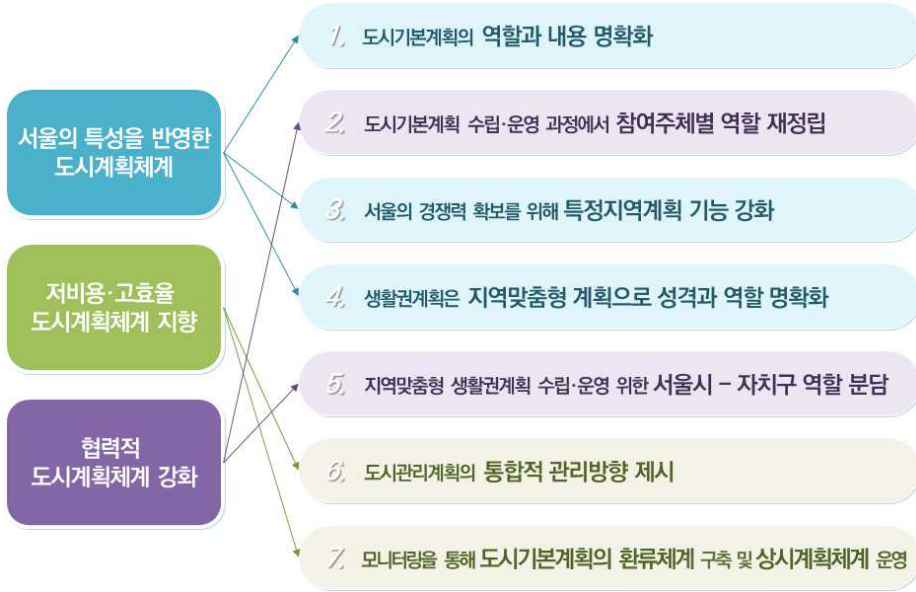 서울의 특성을 반영한
도시계획체계
저비용·고효율
도시계획체계 지향
협력적
도시계획체계 강화
1. 도시기본계획의 역할과 내용 명확화
2. 도시기본계획 수립·운영 과정에서 참여주체별 역할 재정립
3. 서울의 경쟁력 확보를 위해 특정지역계획 기능 강화
4. 생활권계획은 지역맞춤형 계획으로 성격과 역할 명확화
5. 지역맞춤형 생활권계획 수립·운영 위한 서울시 – 자치구 역할 분담
6. 도시관리계획의 통합적 관리방향 제시
7. 모니터링을 통해 도시기본계획의 환류체계 구축 및 상시계획체계 운영